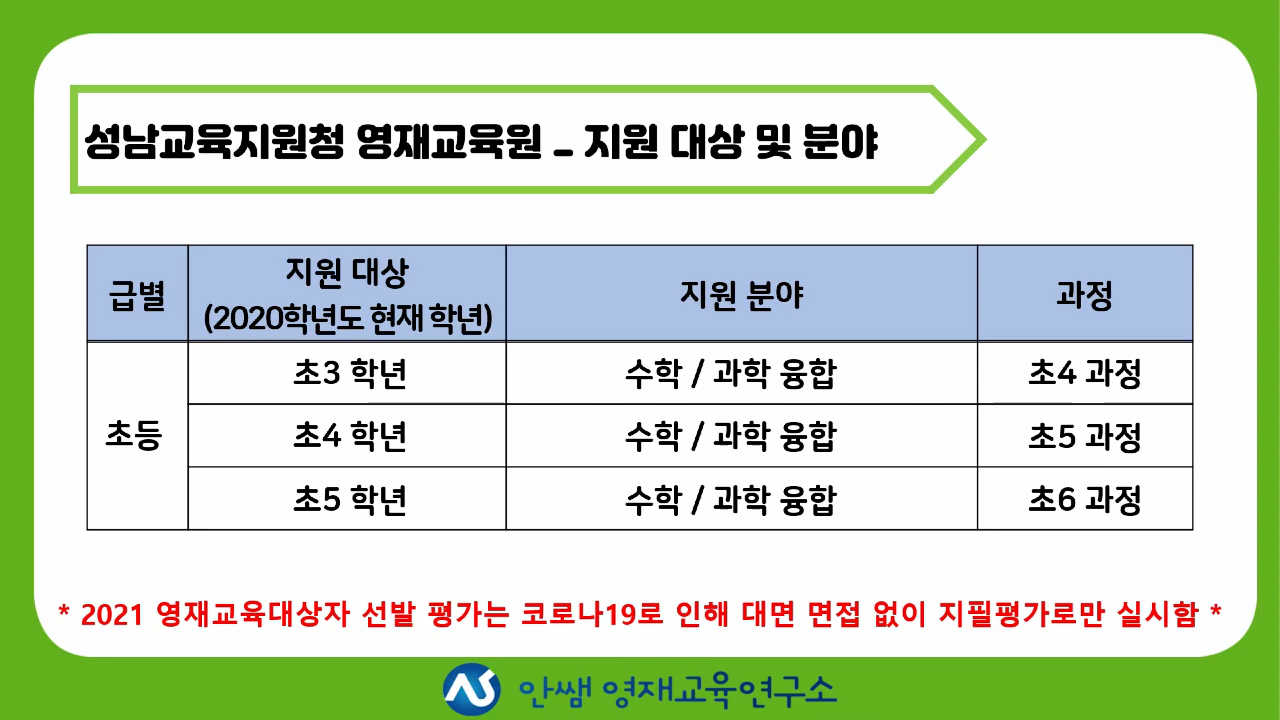 성남교육지원청 영재교육원 _ 지원 대상 및 분야
급별
지원 대상
(2020학년도 현재 학년)
지원 분야
과정
초등
초3 학년
수학 / 과학 융합
초4 과정
초4 학년
수학 / 과학 융합
초5 과정
초5 학년
수학 / 과학 융합
초6 과정
* 2021 영재교육대상자 선발 평가는 코로나19로 인해 대면 면접 없이 지필평가로만 실시함 *
안쌤 영재교육연구소